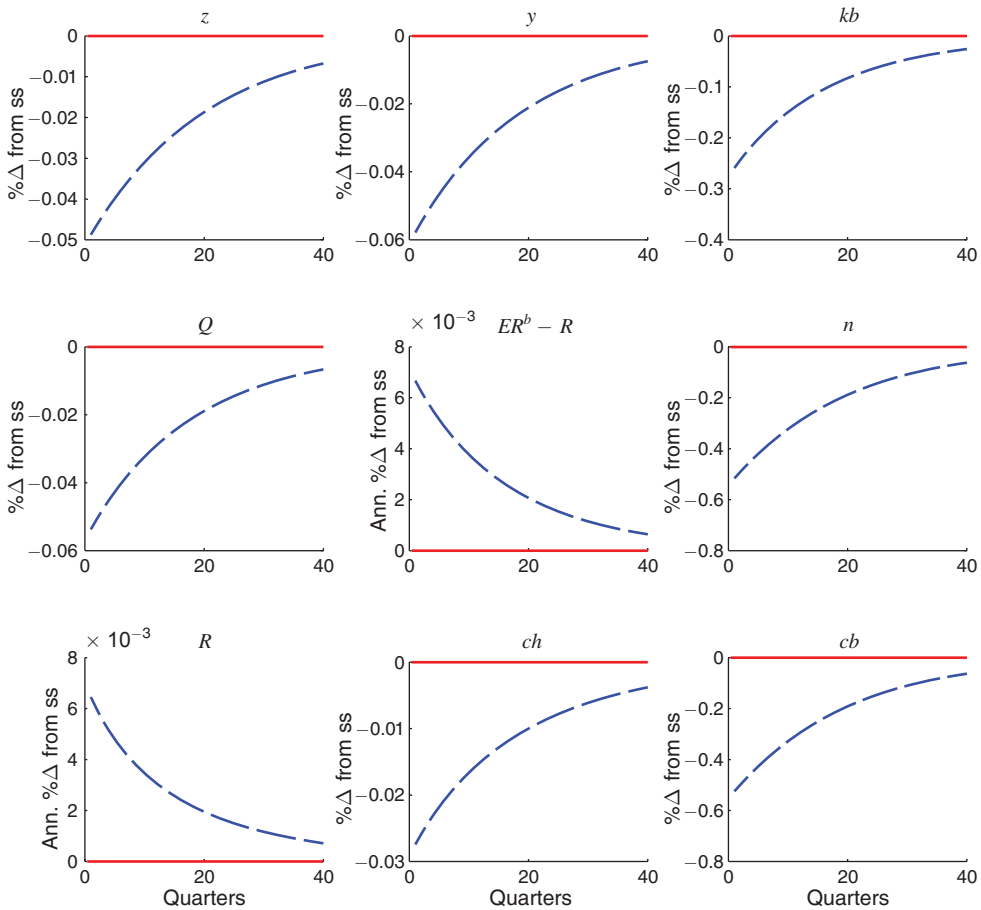 z
0
−0.01
−0.02
−0.03
−0.04
−0.05
%Δ from ss
0 20 40
y
0
−0.02
−0.04
−0.06
%Δ from ss
0 20 40
kb
0
−0.1
−0.2
−0.3
−0.4
%Δ from ss
0 20 40
Q
0
−0.02
−0.04
−0.06
%Δ from ss
0 20 40
× 10⁻³ ERᵇ − R
8
6
4
2
0
Ann. %Δ from ss
0 20 40
n
0
−0.2
−0.4
−0.6
−0.8
%Δ from ss
0 20 40
× 10⁻³ R
8
6
4
2
0
Ann. %Δ from ss
0 20 40
Quarters
ch
0
−0.01
−0.02
−0.03
%Δ from ss
0 20 40
Quarters
cb
0
−0.2
−0.4
−0.6
−0.8
%Δ from ss
0 20 40
Quarters